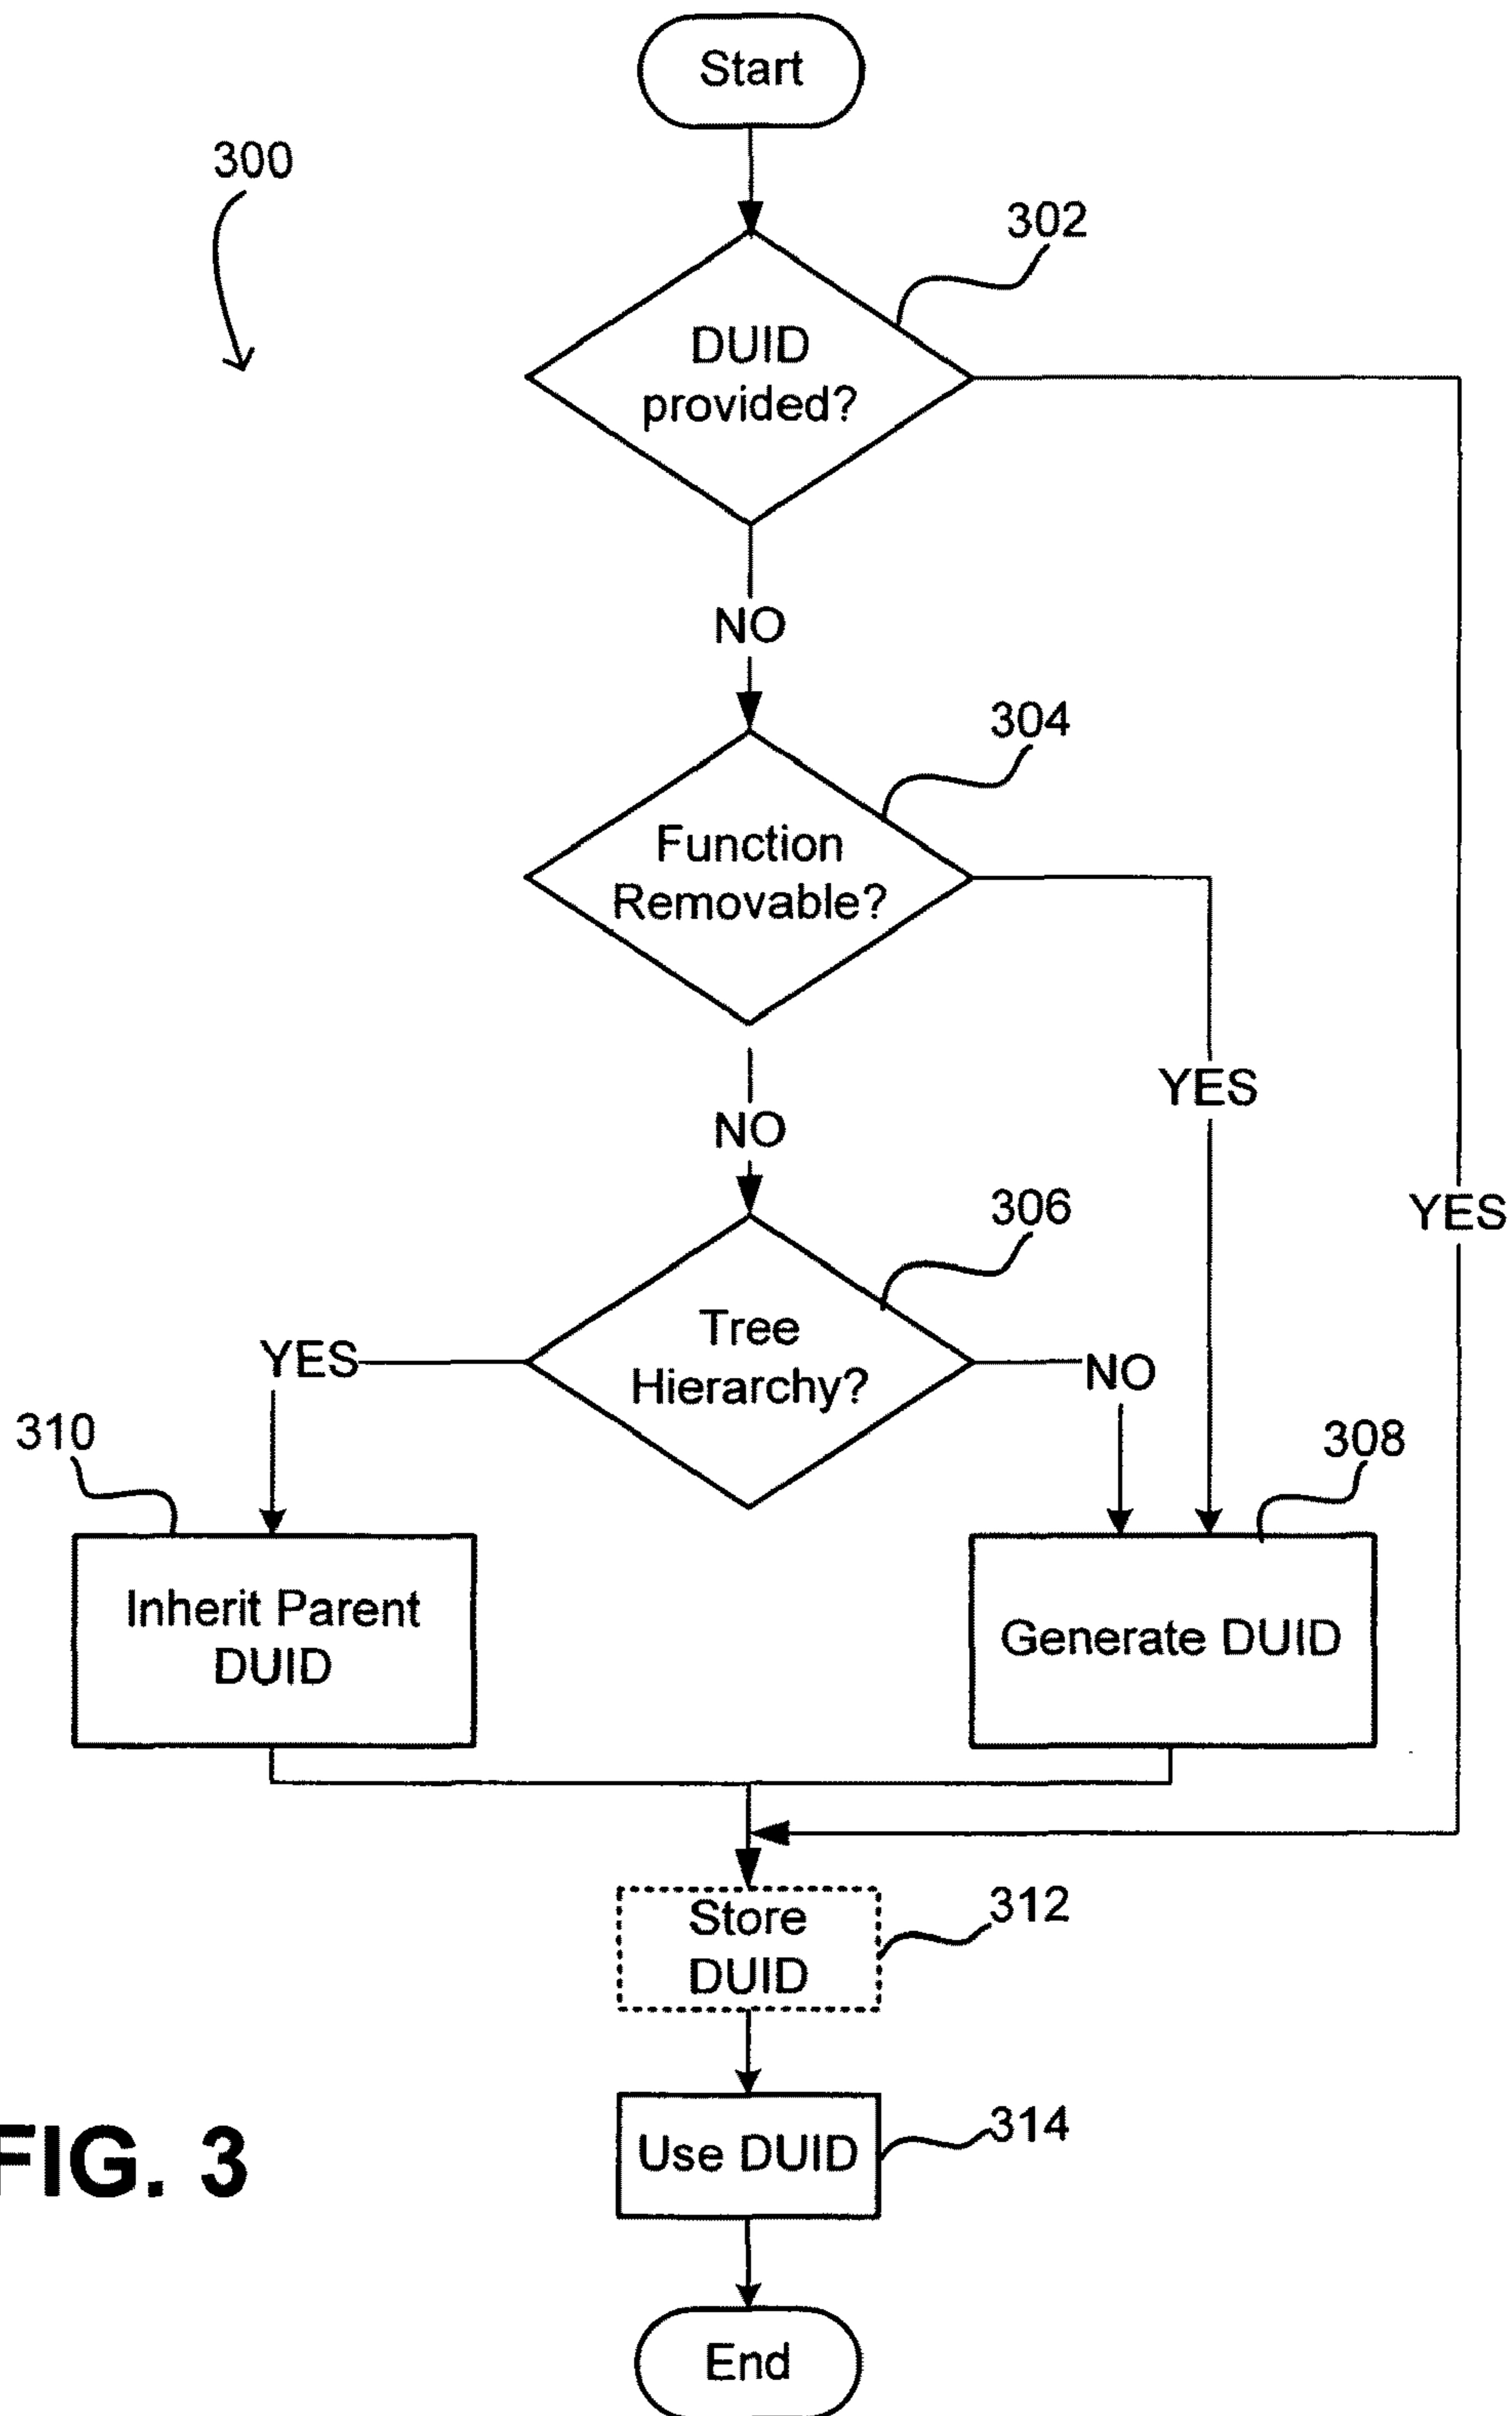 Start
300
302
DUID
provided?
NO
304
Function
Removable?
YES
NO
YES
306
Tree
Hierarchy?
YES
NO
310
308
Inherit Parent
DUID
Generate DUID
Store
DUID
312
Use DUID
314
FIG. 3
End